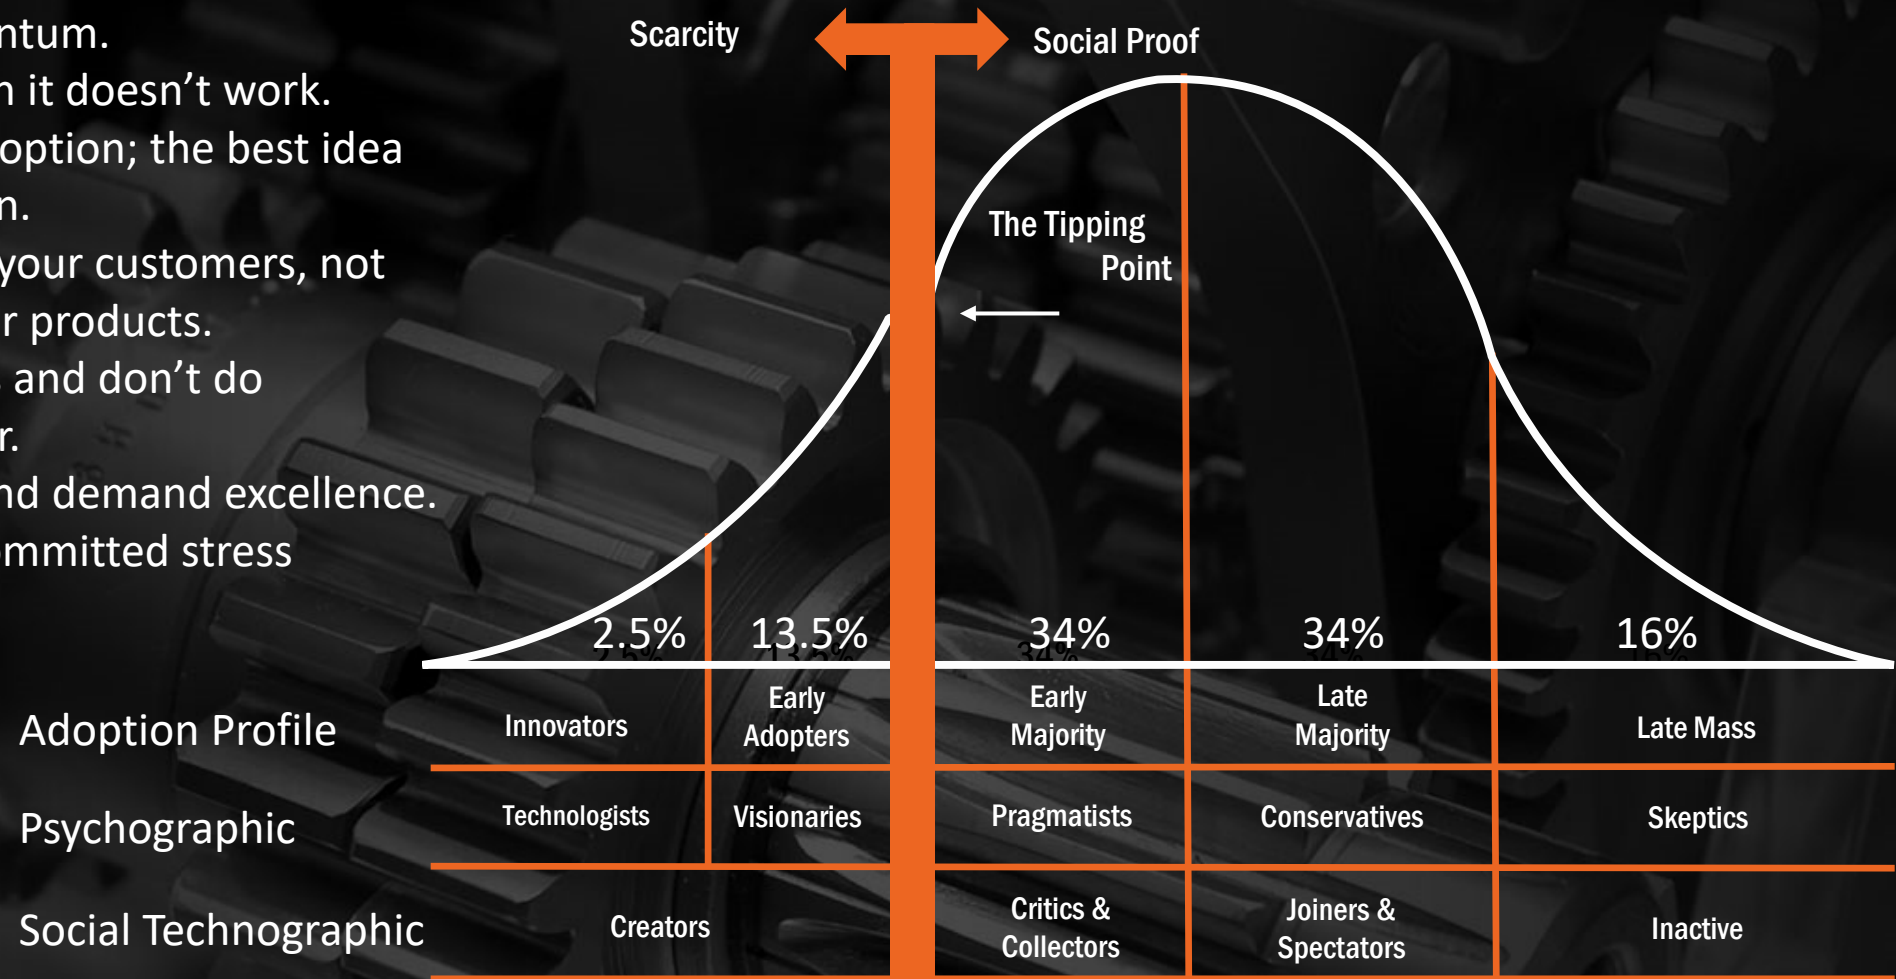 ntum.
it doesn't work.
option; the best idea
n.
your customers, not
r products.
and don't do
r.
nd demand excellence.
ommitted stress
Scarcity
Social Proof
The Tipping
Point
2.5% 13.5% 34% 34% 16%
Adoption Profile
Innovators
Early
Adopters
Early
Majority
Late
Majority
Late Mass
Psychographic
Technologists
Visionaries
Pragmatists
Conservatives
Skeptics
Social Technographic
Creators
Critics &
Collectors
Joiners &
Spectators
Inactive